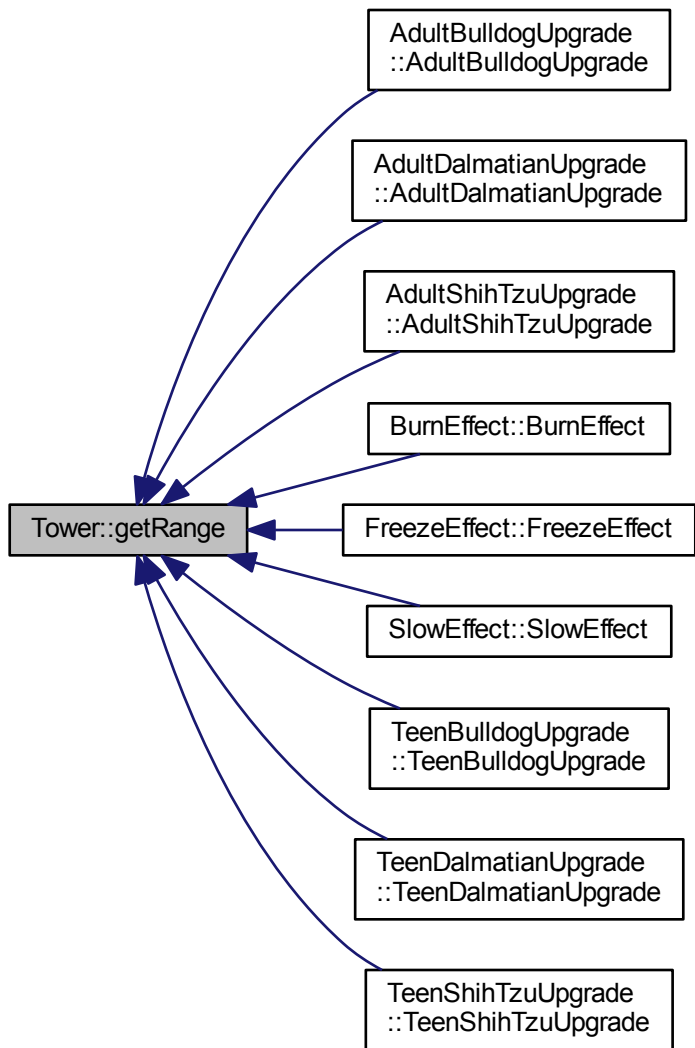 AdultBulldogUpgrade
::AdultBulldogUpgrade
AdultDalmatianUpgrade
::AdultDalmatianUpgrade
AdultShihTzuUpgrade
::AdultShihTzuUpgrade
BurnEffect::BurnEffect
Tower::getRange
FreezeEffect::FreezeEffect
SlowEffect::SlowEffect
TeenBulldogUpgrade
::TeenBulldogUpgrade
TeenDalmatianUpgrade
::TeenDalmatianUpgrade
TeenShihTzuUpgrade
::TeenShihTzuUpgrade